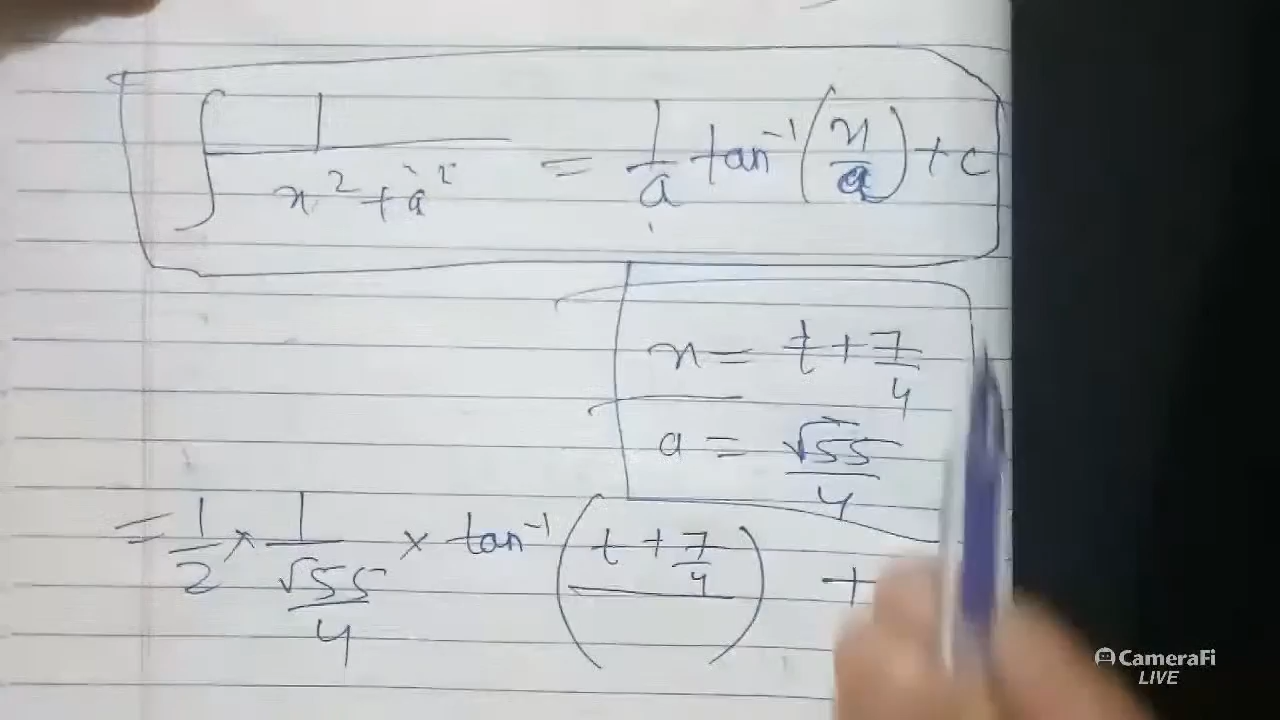 ∫ 1/(x² + a²) = 1/a tan⁻¹(x/a) + c
x = t + 7/4
a = √55/4
= 1/2 × 1/(√55/4) × tan⁻¹((t + 7/4)/ ) +
CameraFi
LIVE